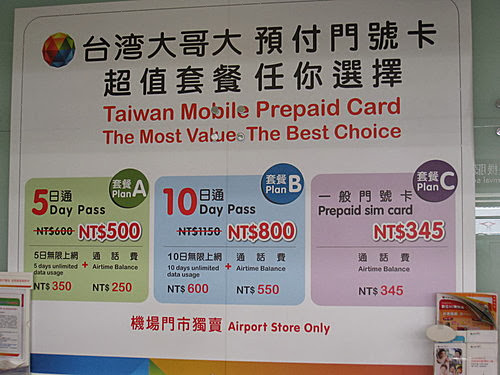 台湾大哥大 預付門號卡
超值套餐 任你選擇
Taiwan Mobile Prepaid Card
The Most Value The Best Choice
套餐 Plan A
5日通
Day Pass
NT$600 NT$500
5日無限上網 + 通話費
5 days unlimited data usage Airtime Balance
NT$ 350 NT$ 250
套餐 Plan B
10日通
Day Pass
NT$1150 NT$800
10日無限上網 + 通話費
10 days unlimited data usage Airtime Balance
NT$ 600 NT$ 550
套餐 Plan C
一般門號卡
Prepaid sim card
NT$345
通話費
Airtime Balance
NT$ 345
機場門市獨賣 Airport Store Only